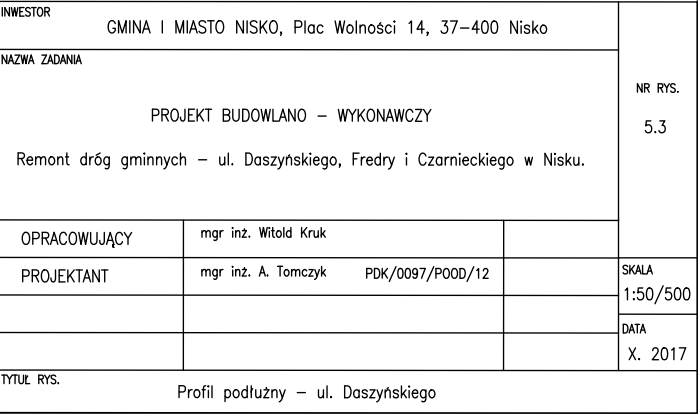 INWESTOR
GMINA I MIASTO NISKO, Plac Wolności 14, 37-400 Nisko
NAZWA ZADANIA
PROJEKT BUDOWLANO – WYKONAWCZY
Remont dróg gminnych – ul. Daszyńskiego, Fredry i Czarnieckiego w Nisku.
NR RYS.
5.3
OPRACOWUJĄCY mgr inż. Witold Kruk
PROJEKTANT mgr inż. A. Tomczyk PDK/0097/POOD/12
SKALA
1:50/500
DATA
X. 2017
TYTUŁ RYS.
Profil podłużny – ul. Daszyńskiego